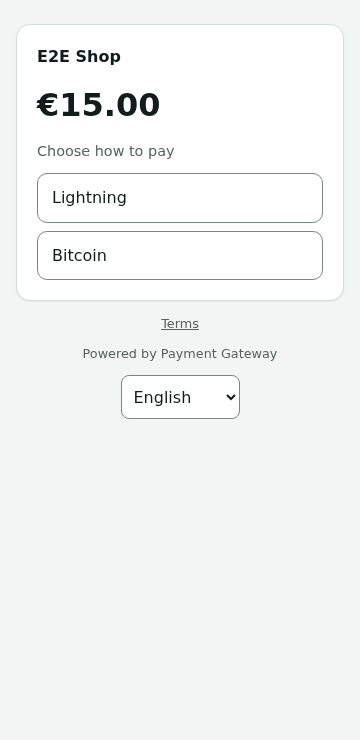 E2E Shop
€15.00
Choose how to pay
Lightning
Bitcoin
Terms
Powered by Payment Gateway
English